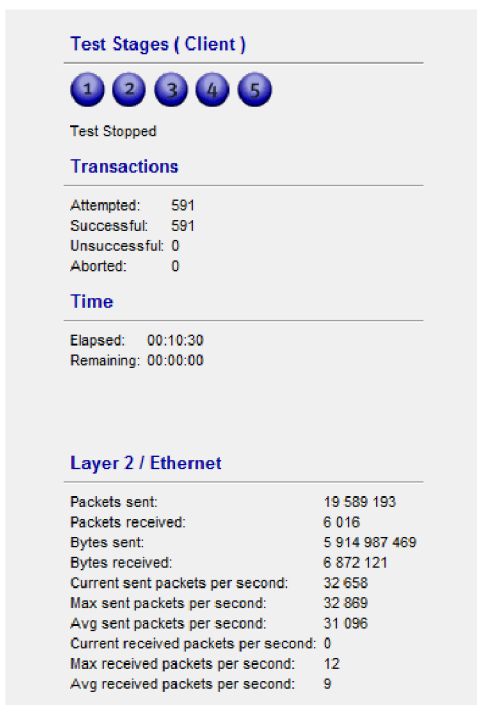 Test Stages ( Client )
1 2 3 4 5
Test Stopped
Transactions
Attempted: 591
Successful: 591
Unsuccessful: 0
Aborted: 0
Time
Elapsed: 00:10:30
Remaining: 00:00:00
Layer 2 / Ethernet
Packets sent: 19 589 193
Packets received: 6 016
Bytes sent: 5 914 987 469
Bytes received: 6 872 121
Current sent packets per second: 32 658
Max sent packets per second: 32 869
Avg sent packets per second: 31 096
Current received packets per second: 0
Max received packets per second: 12
Avg received packets per second: 9